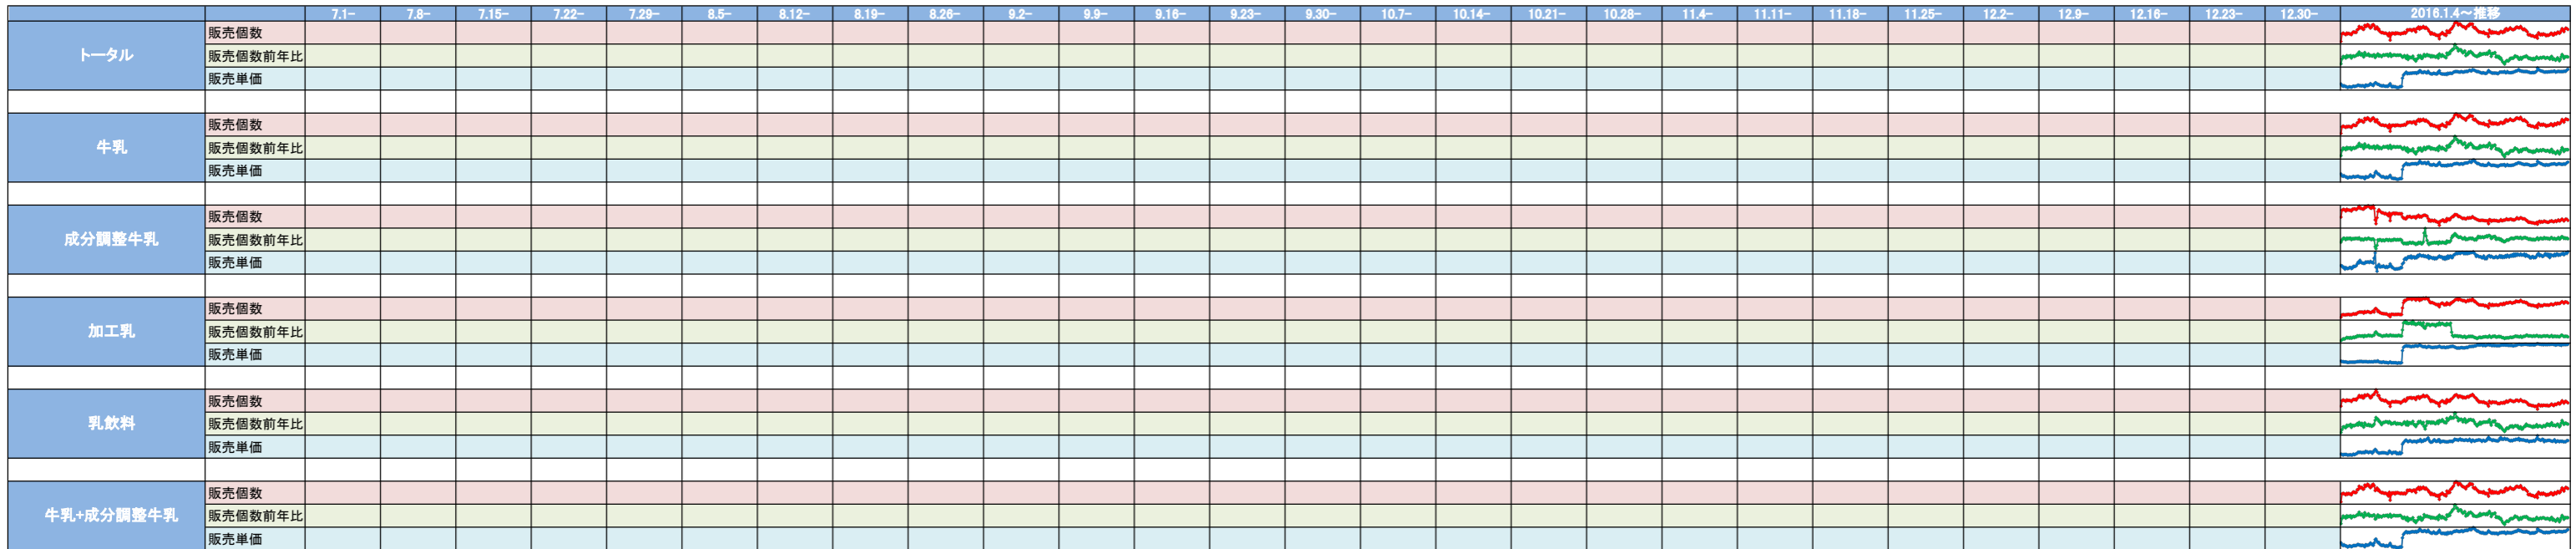 7.1- 7.8- 7.15- 7.22- 7.29- 8.5- 8.12- 8.19- 8.26- 9.2- 9.9- 9.16- 9.23- 9.30- 10.7- 10.14- 10.21- 10.28- 11.4- 11.11- 11.18- 11.25- 12.2- 12.9- 12.16- 12.23- 12.30- 2016.1.4～推移
トータル
販売個数
販売個数前年比
販売単価
牛乳
販売個数
販売個数前年比
販売単価
成分調整牛乳
販売個数
販売個数前年比
販売単価
加工乳
販売個数
販売個数前年比
販売単価
乳飲料
販売個数
販売個数前年比
販売単価
牛乳+成分調整牛乳
販売個数
販売個数前年比
販売単価